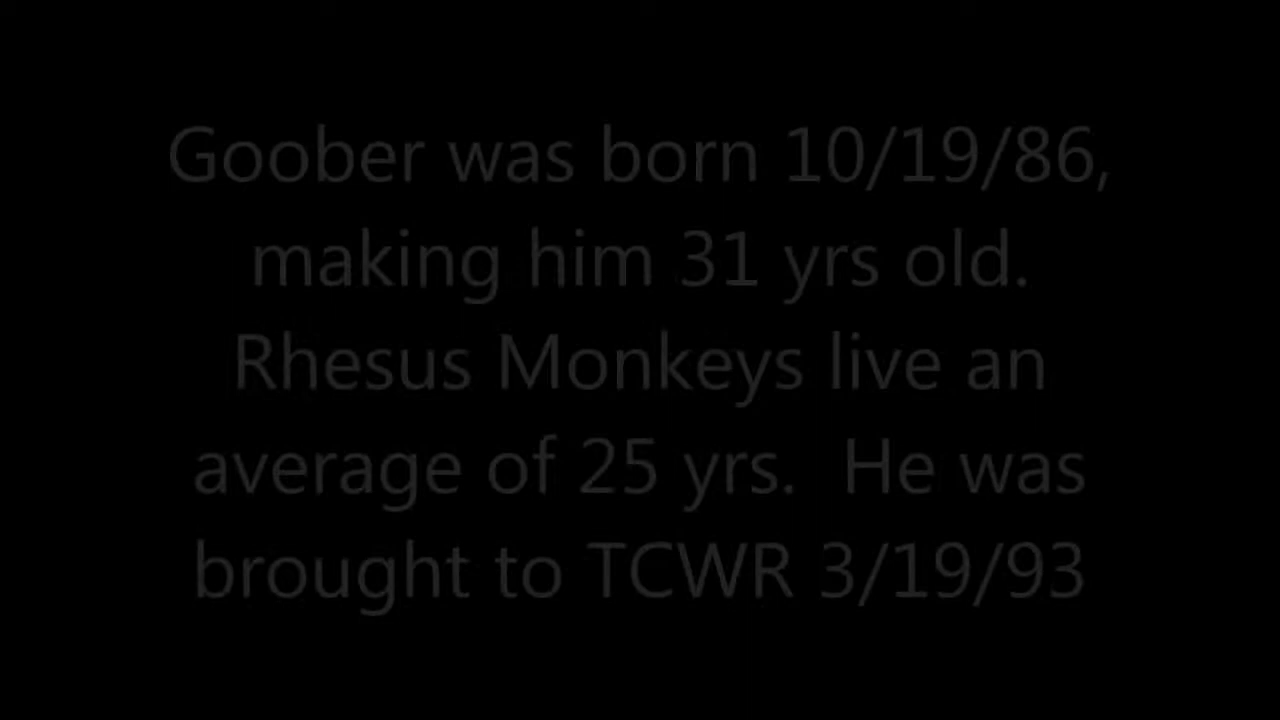 Goober was born 10/19/86,
making him 31 yrs old.
Rhesus Monkeys live an
average of 25 yrs.  He was
brought to TCWR 3/19/93